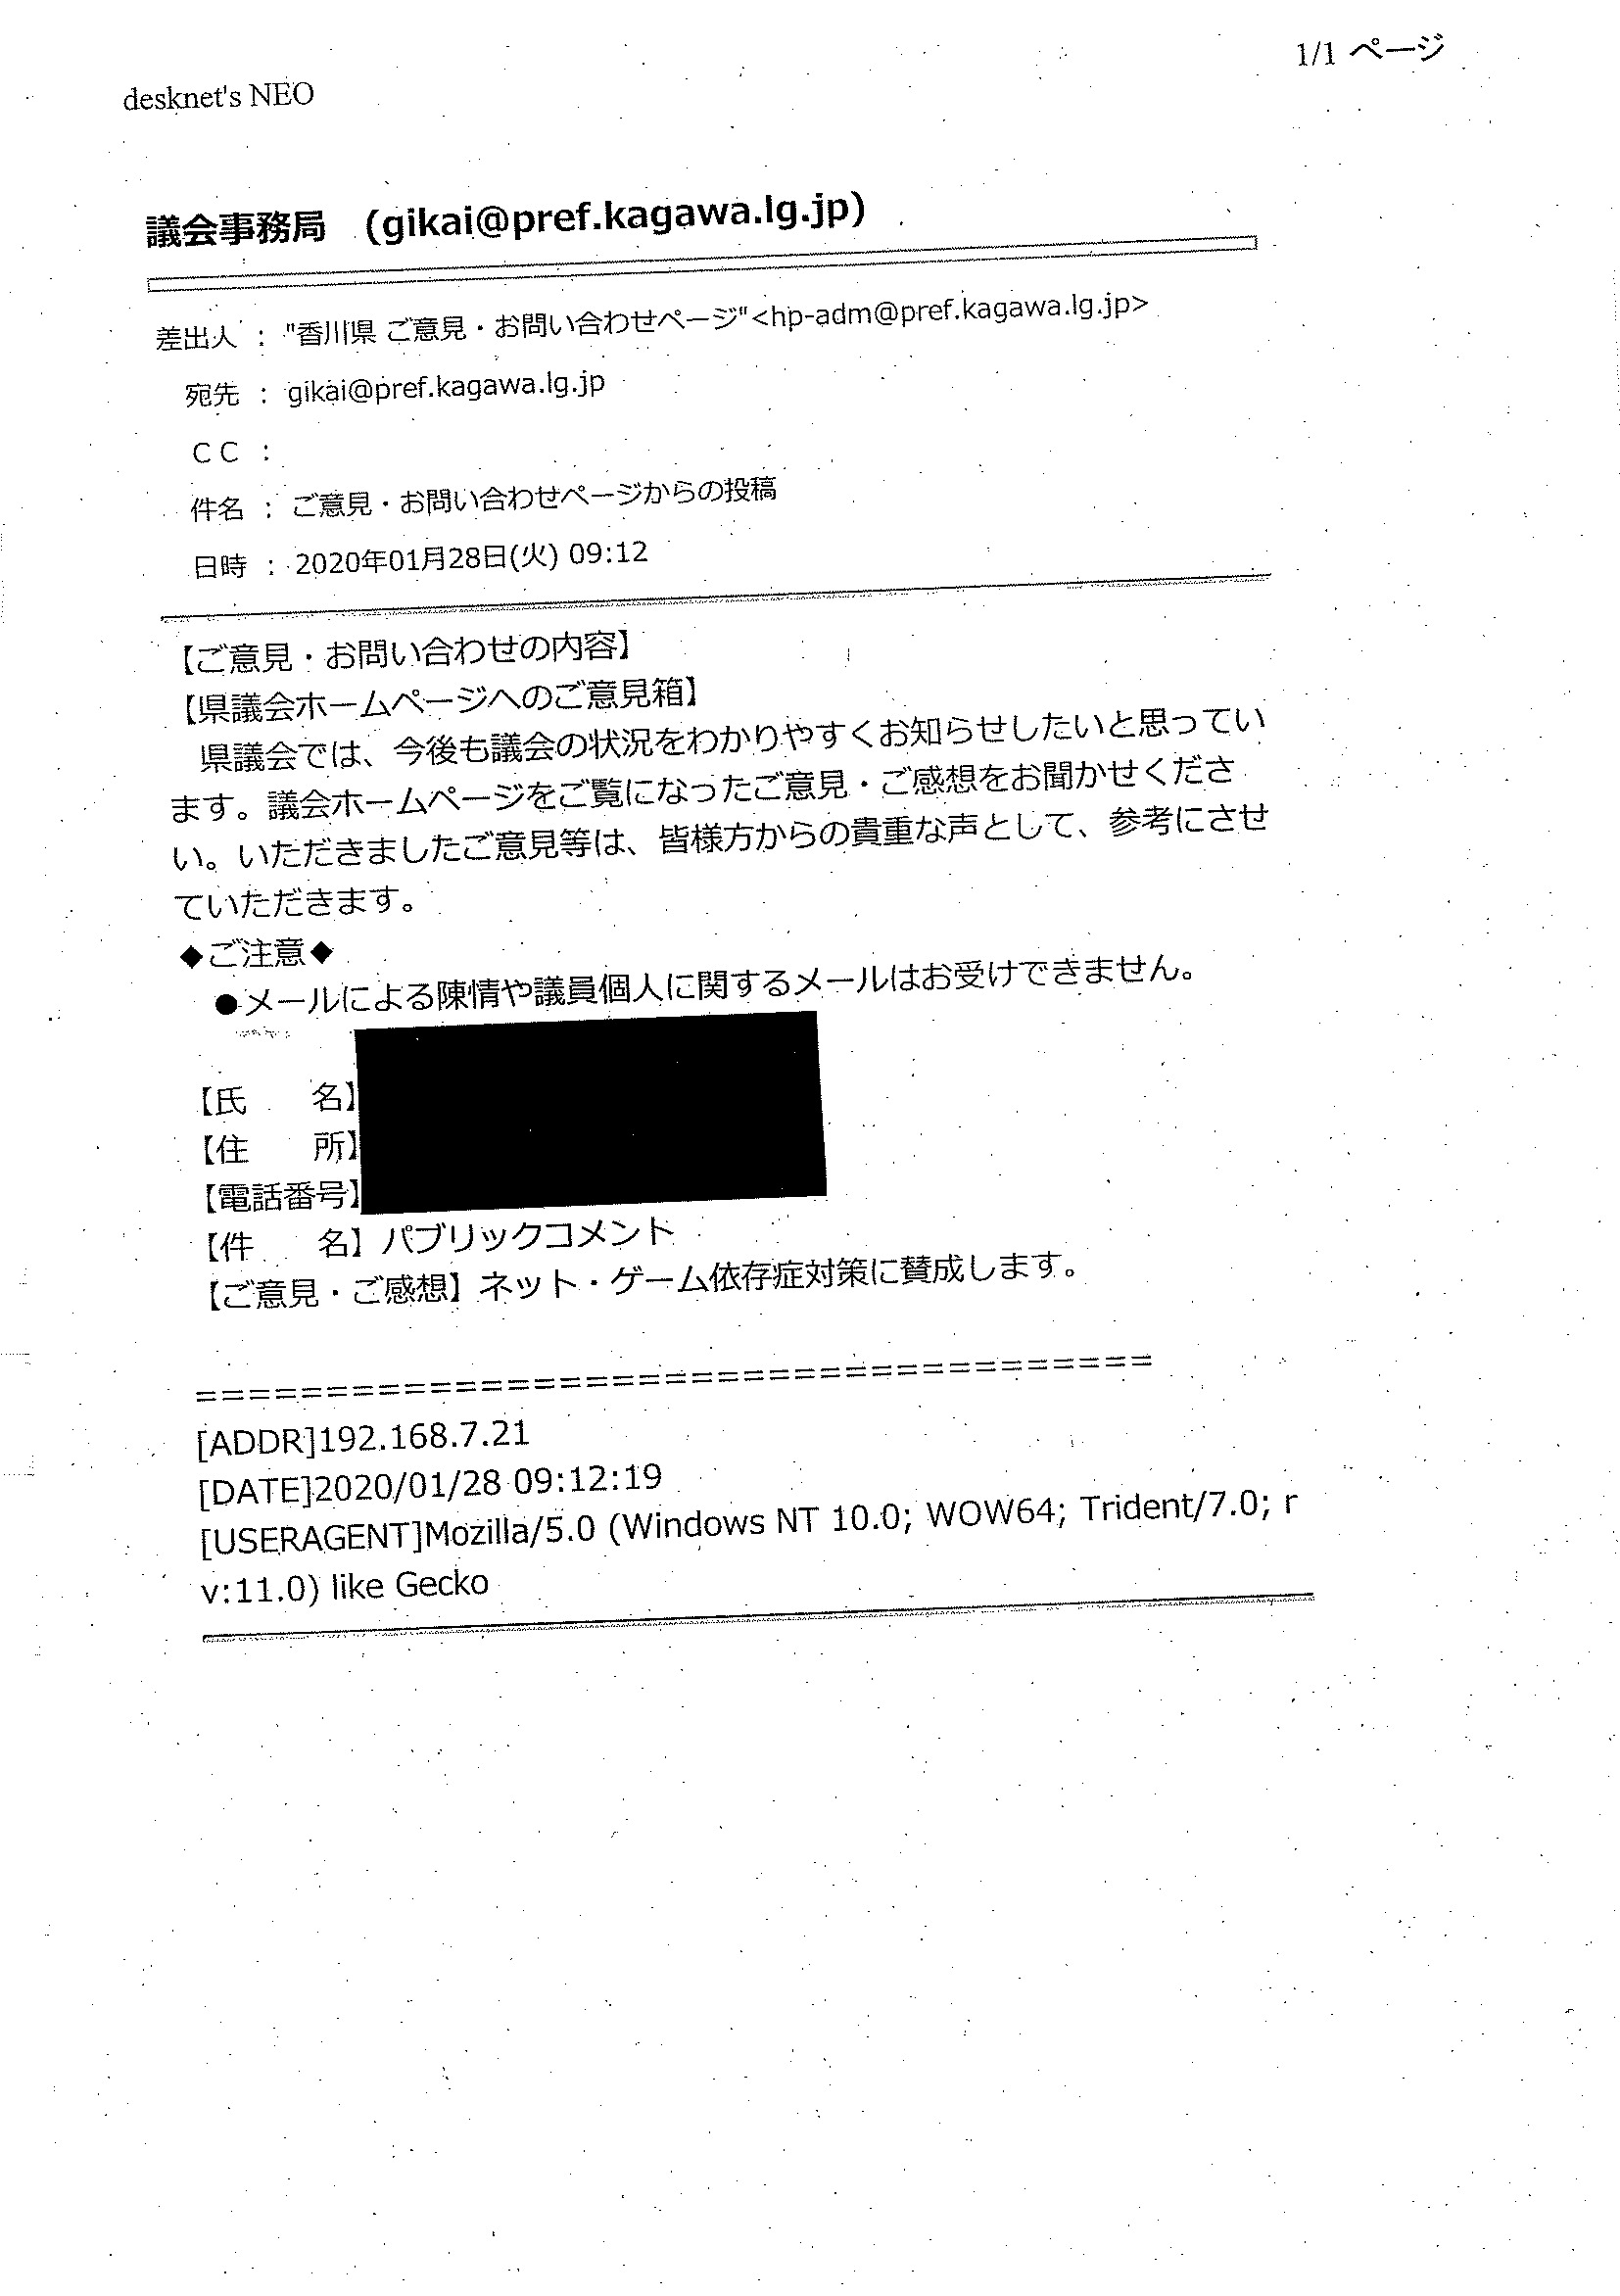 1/1 ページ
desknet's NEO
議会事務局　(gikai@pref.kagawa.lg.jp)
差出人 ： "香川県 ご意見・お問い合わせページ"<hp-adm@pref.kagawa.lg.jp>
宛先 ： gikai@pref.kagawa.lg.jp
ＣＣ ：
件名 ： ご意見・お問い合わせページからの投稿
日時 ： 2020年01月28日(火) 09:12
【ご意見・お問い合わせの内容】
【県議会ホームページへのご意見箱】
　県議会では、今後も議会の状況をわかりやすくお知らせしたいと思ってい
ます。議会ホームページをご覧になったご意見・ご感想をお聞かせくださ
い。いただきましたご意見等は、皆様方からの貴重な声として、参考にさせ
ていただきます。
◆ご注意◆
　●メールによる陳情や議員個人に関するメールはお受けできません。
【氏　　名】
【住　　所】
【電話番号】
【件　　名】パブリックコメント
【ご意見・ご感想】ネット・ゲーム依存症対策に賛成します。
=====================================
[ADDR]192.168.7.21
[DATE]2020/01/28 09:12:19
[USERAGENT]Mozilla/5.0 (Windows NT 10.0; WOW64; Trident/7.0; r
v:11.0) like Gecko